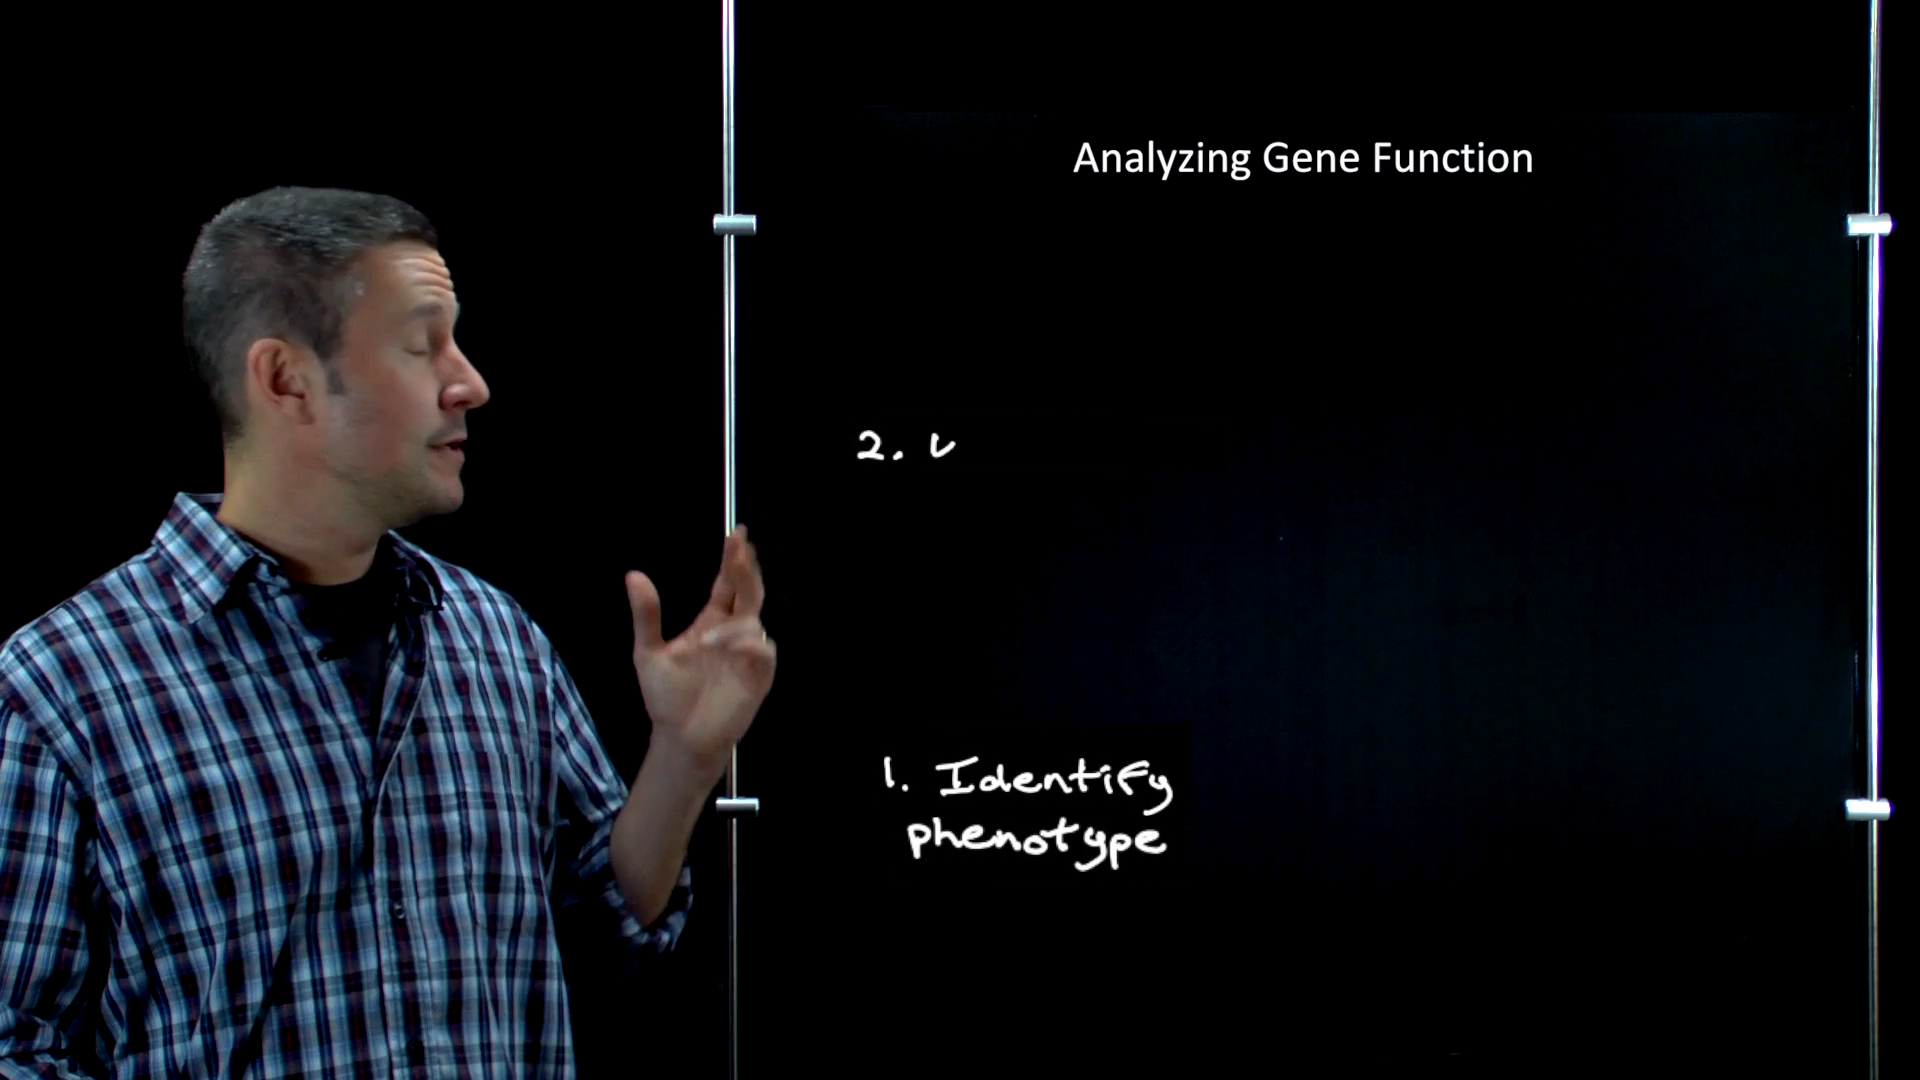 Analyzing Gene Function
2. u
1. Identify
phenotype